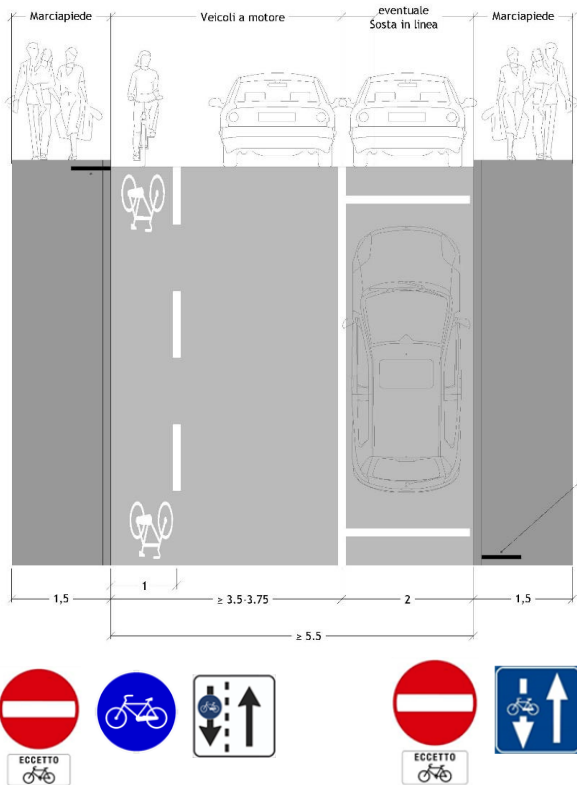 Marciapiede
Veicoli a motore
eventuale
Sosta in linea
Marciapiede
1,5
1
≥ 3.5-3.75
2
1,5
≥ 5.5
ECCETTO
ECCETTO